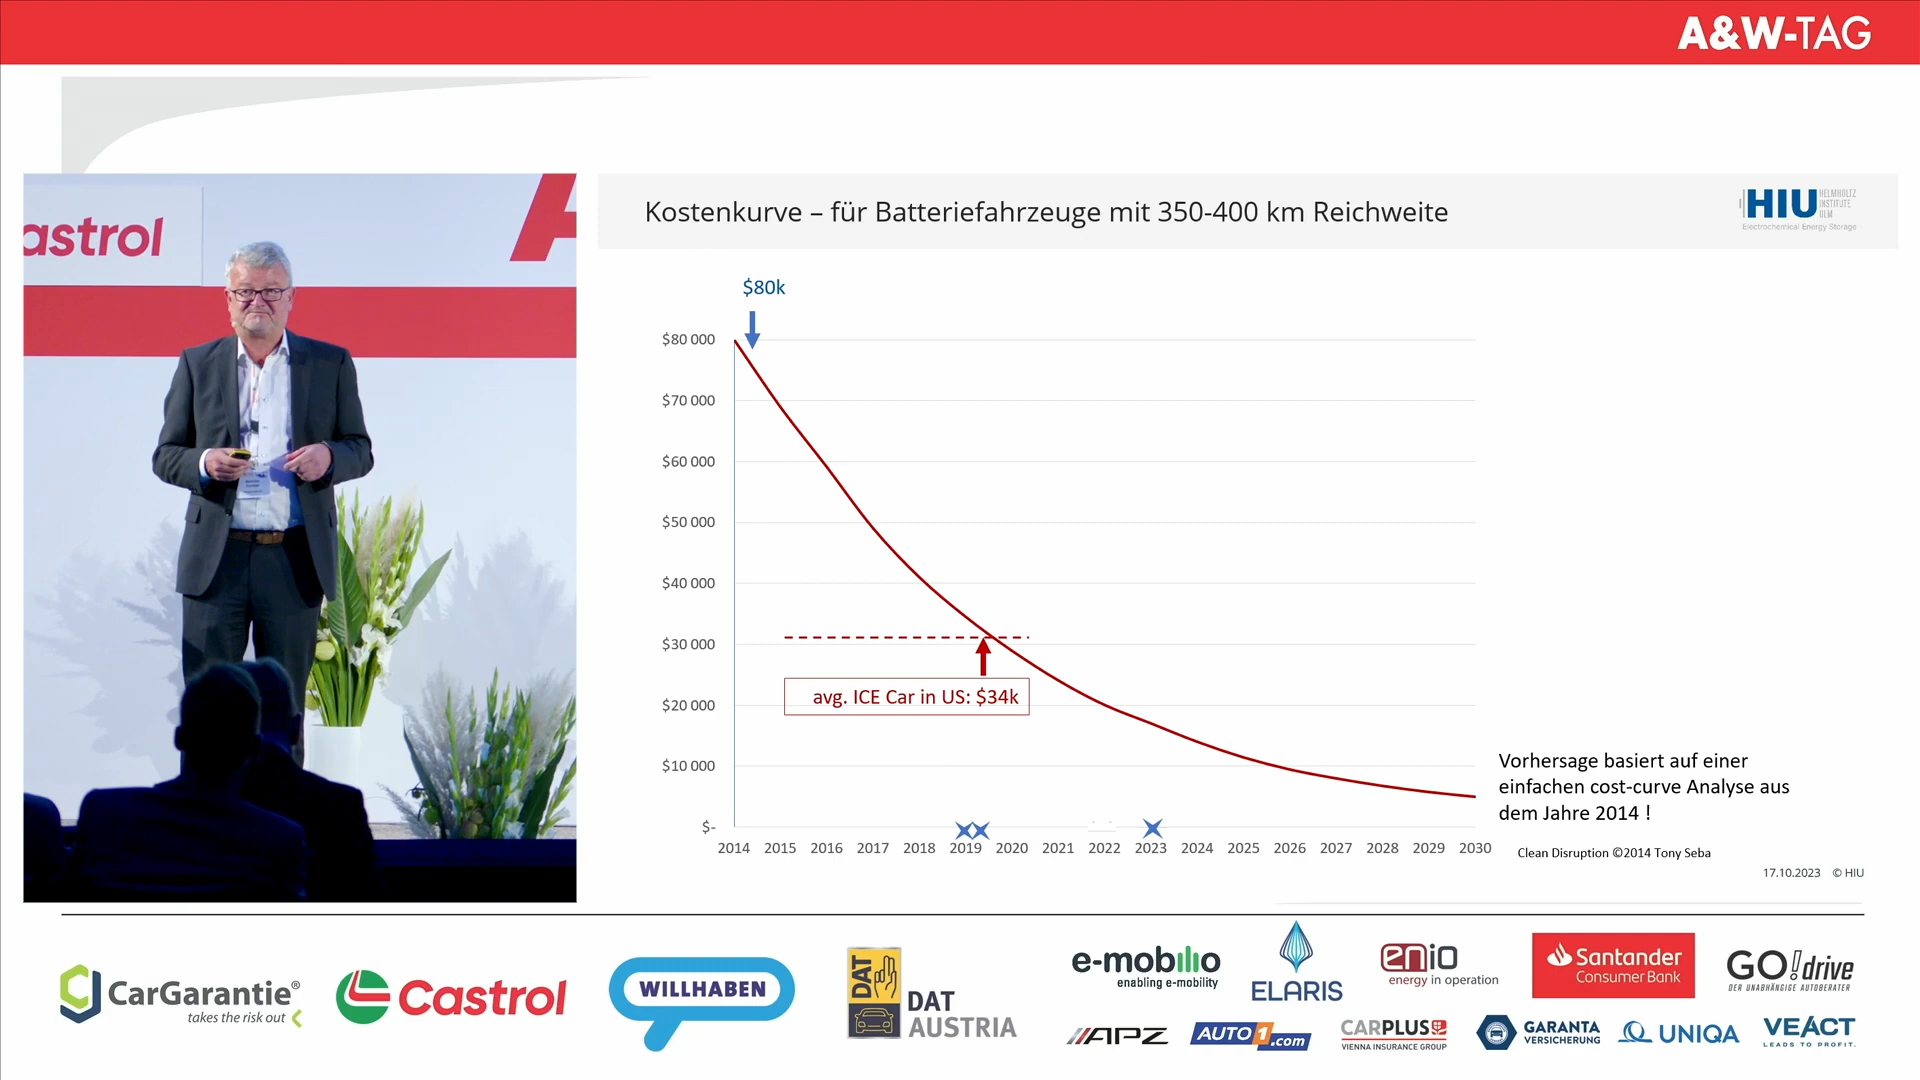 A&W-TAG
astrol
A
Kostenkurve – für Batteriefahrzeuge mit 350-400 km Reichweite
HIU HELMHOLTZ
INSTITUTE
ULM
Electrochemical Energy Storage
$80k
$80 000
$70 000
$60 000
$50 000
$40 000
$30 000
avg. ICE Car in US: $34k
$20 000
$10 000
$-
2014 2015 2016 2017 2018 2019 2020 2021 2022 2023 2024 2025 2026 2027 2028 2029 2030
Vorhersage basiert auf einer
einfachen cost-curve Analyse aus
dem Jahre 2014 !
Clean Disruption ©2014 Tony Seba
17.10.2023 © HIU
CarGarantie®
takes the risk out
Castrol
WILLHABEN
DAT
DAT
AUSTRIA
e-mobilio
enabling e-mobility
ELARIS
enio
energy in operation
Santander
Consumer Bank
GO!drive
DER UNABHÄNGIGE AUTOBERATER
APZ
AUTO1.com
CARPLUS
VIENNA INSURANCE GROUP
GARANTA
VERSICHERUNG
UNIQA
VEACT
LEADS TO PROFIT.